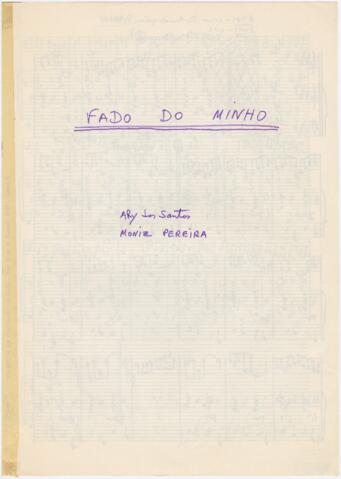 FADO DO MINHO
ARy dos Santos
MONIZ PEREIRA